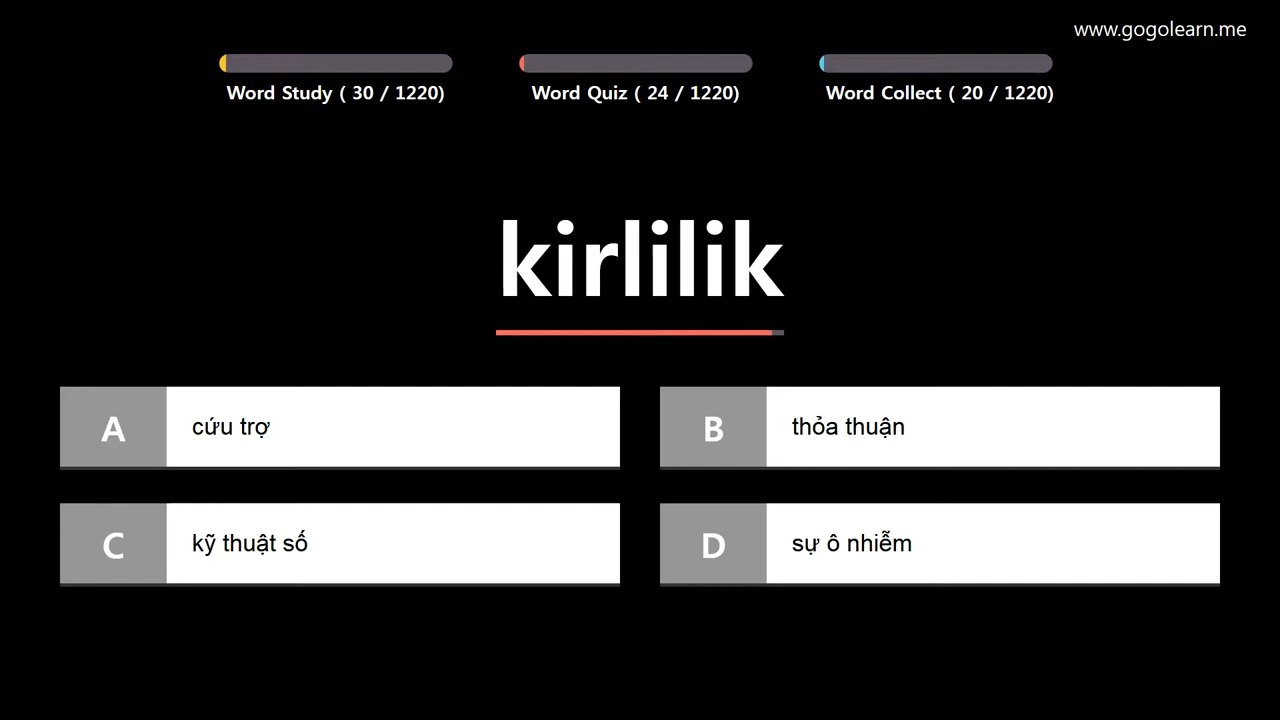 www.gogolearn.me
Word Study ( 30 / 1220)
Word Quiz ( 24 / 1220)
Word Collect ( 20 / 1220)
kirlilik
A
cứu trợ
B
thỏa thuận
C
kỹ thuật số
D
sự ô nhiễm